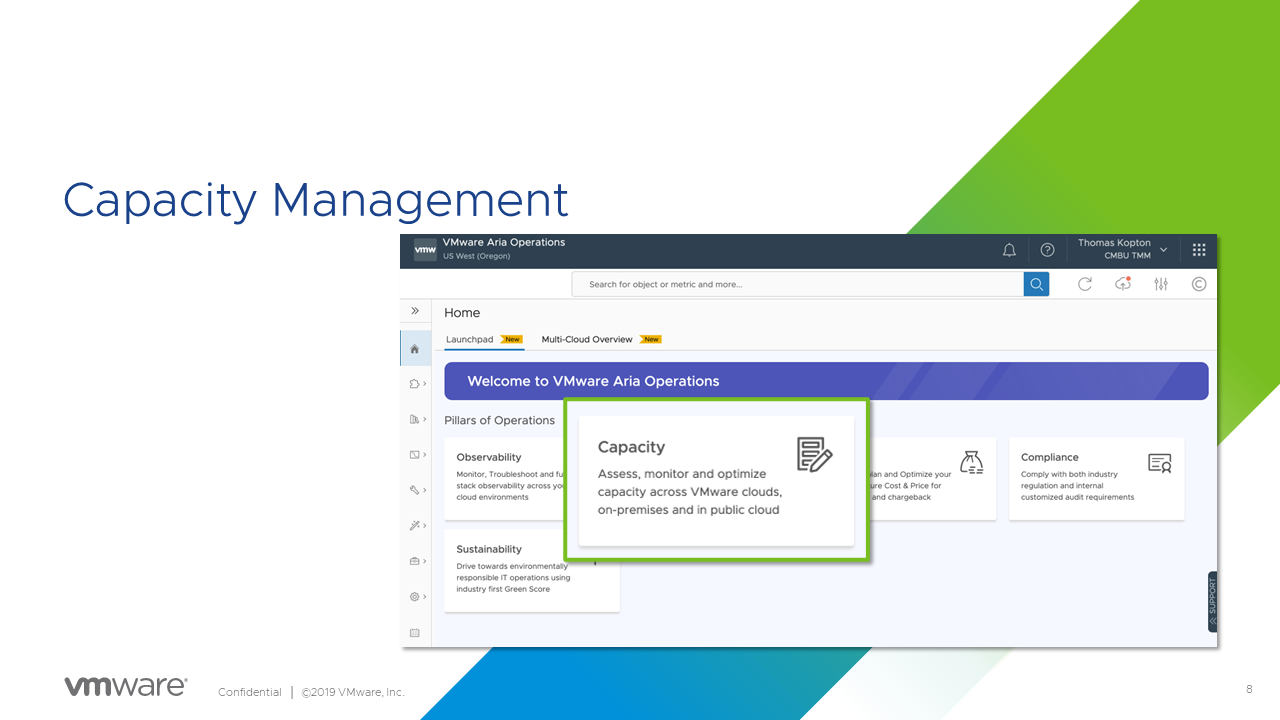 Capacity Management
vmw
VMware Aria Operations
US West (Oregon)
Thomas Kopton
CMBU TMM
Search for object or metric and more...
Home
Launchpad New Multi-Cloud Overview New
Welcome to VMware Aria Operations
Pillars of Operations
Observability
Monitor, Troubleshoot and fu
stack observability across yo
cloud environments
Capacity
Assess, monitor and optimize
capacity across VMware clouds,
on-premises and in public cloud
lan and Optimize your
ure Cost & Price for
and chargeback
Compliance
Comply with both industry
regulation and internal
customized audit requirements
Sustainability
Drive towards environmentally
responsible IT operations using
industry first Green Score
SUPPORT
vmware®
Confidential | ©2019 VMware, Inc.
8